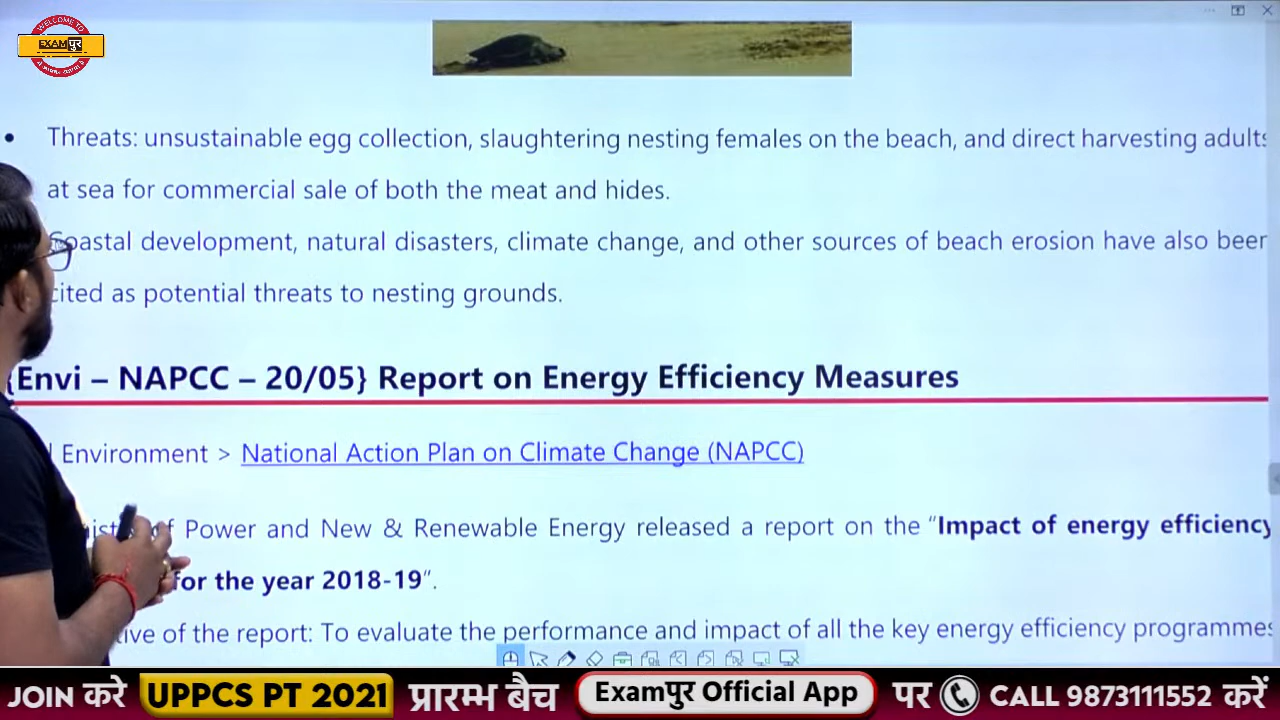 WELCOME TO
EXAMपुर
• Threats: unsustainable egg collection, slaughtering nesting females on the beach, and direct harvesting adults
at sea for commercial sale of both the meat and hides.
Coastal development, natural disasters, climate change, and other sources of beach erosion have also been
cited as potential threats to nesting grounds.
{Envi – NAPCC – 20/05} Report on Energy Efficiency Measures
Environment > National Action Plan on Climate Change (NAPCC)
of Power and New & Renewable Energy released a report on the “Impact of energy efficiency
for the year 2018-19”.
of the report: To evaluate the performance and impact of all the key energy efficiency programmes
JOIN करे UPPCS PT 2021 प्रारम्भ बैच Examपुर Official App पर CALL 9873111552 करें